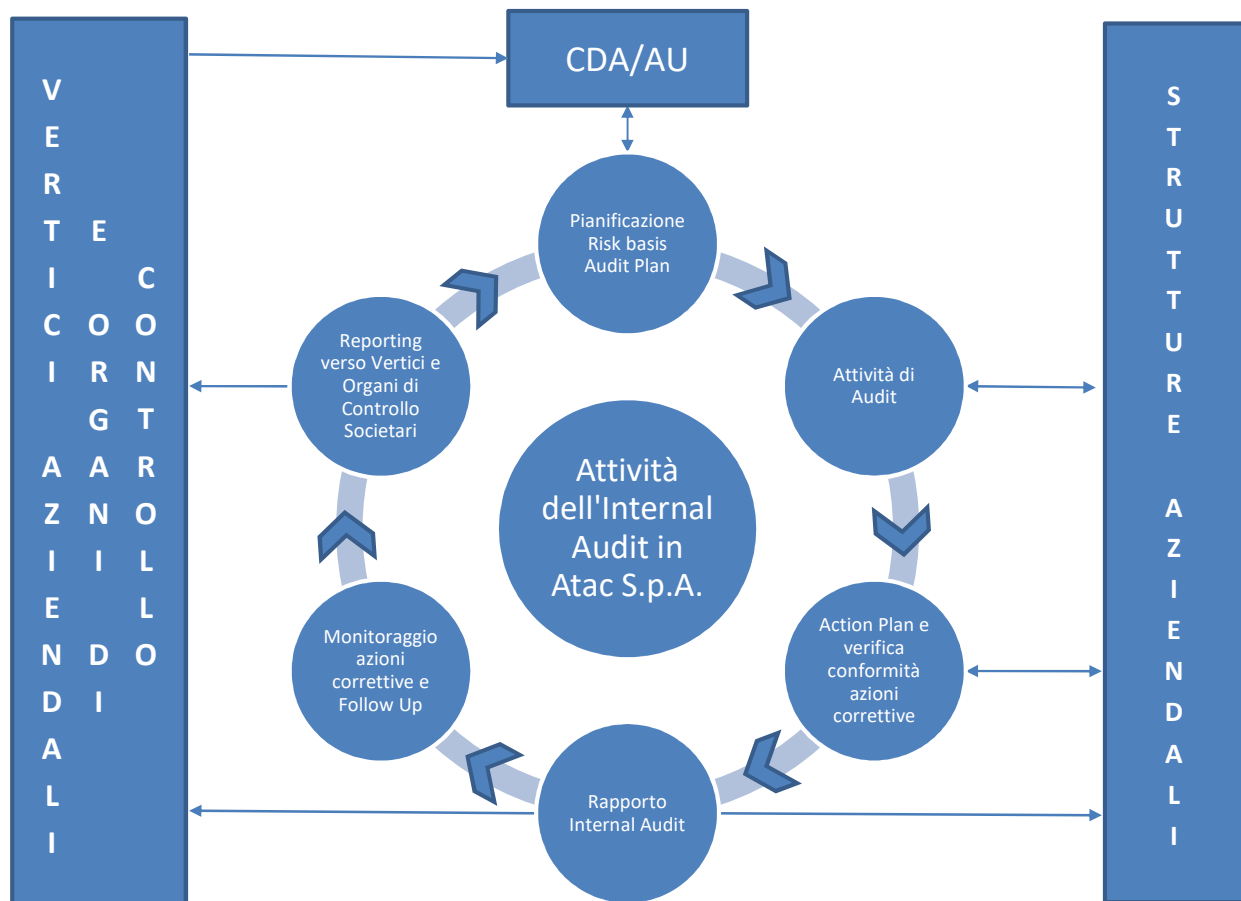 VERTICI AZIENDALI
E ORGANI DI
CONTROLLO
CDA/AU
Pianificazione
Risk basis
Audit Plan
Attività di
Audit
Action Plan e
verifica
conformità
azioni
correttive
Rapporto
Internal Audit
Monitoraggio
azioni
correttive e
Follow Up
Reporting
verso Vertici e
Organi di
Controllo
Societari
Attività
dell'Internal
Audit in
Atac S.p.A.
STRUTTURE AZIENDALI